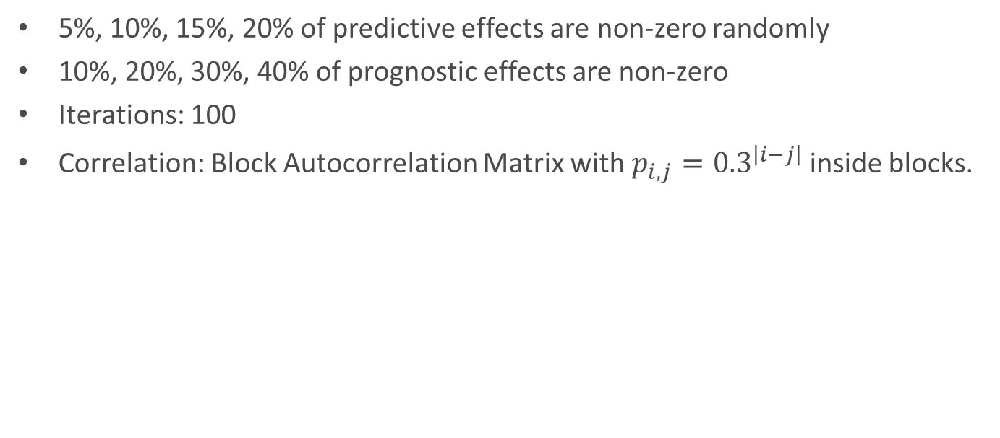 • 5%, 10%, 15%, 20% of predictive effects are non-zero randomly
• 10%, 20%, 30%, 40% of prognostic effects are non-zero
• Iterations: 100
• Correlation: Block Autocorrelation Matrix with $p_{i,j} = 0.3^{|i-j|}$ inside blocks.